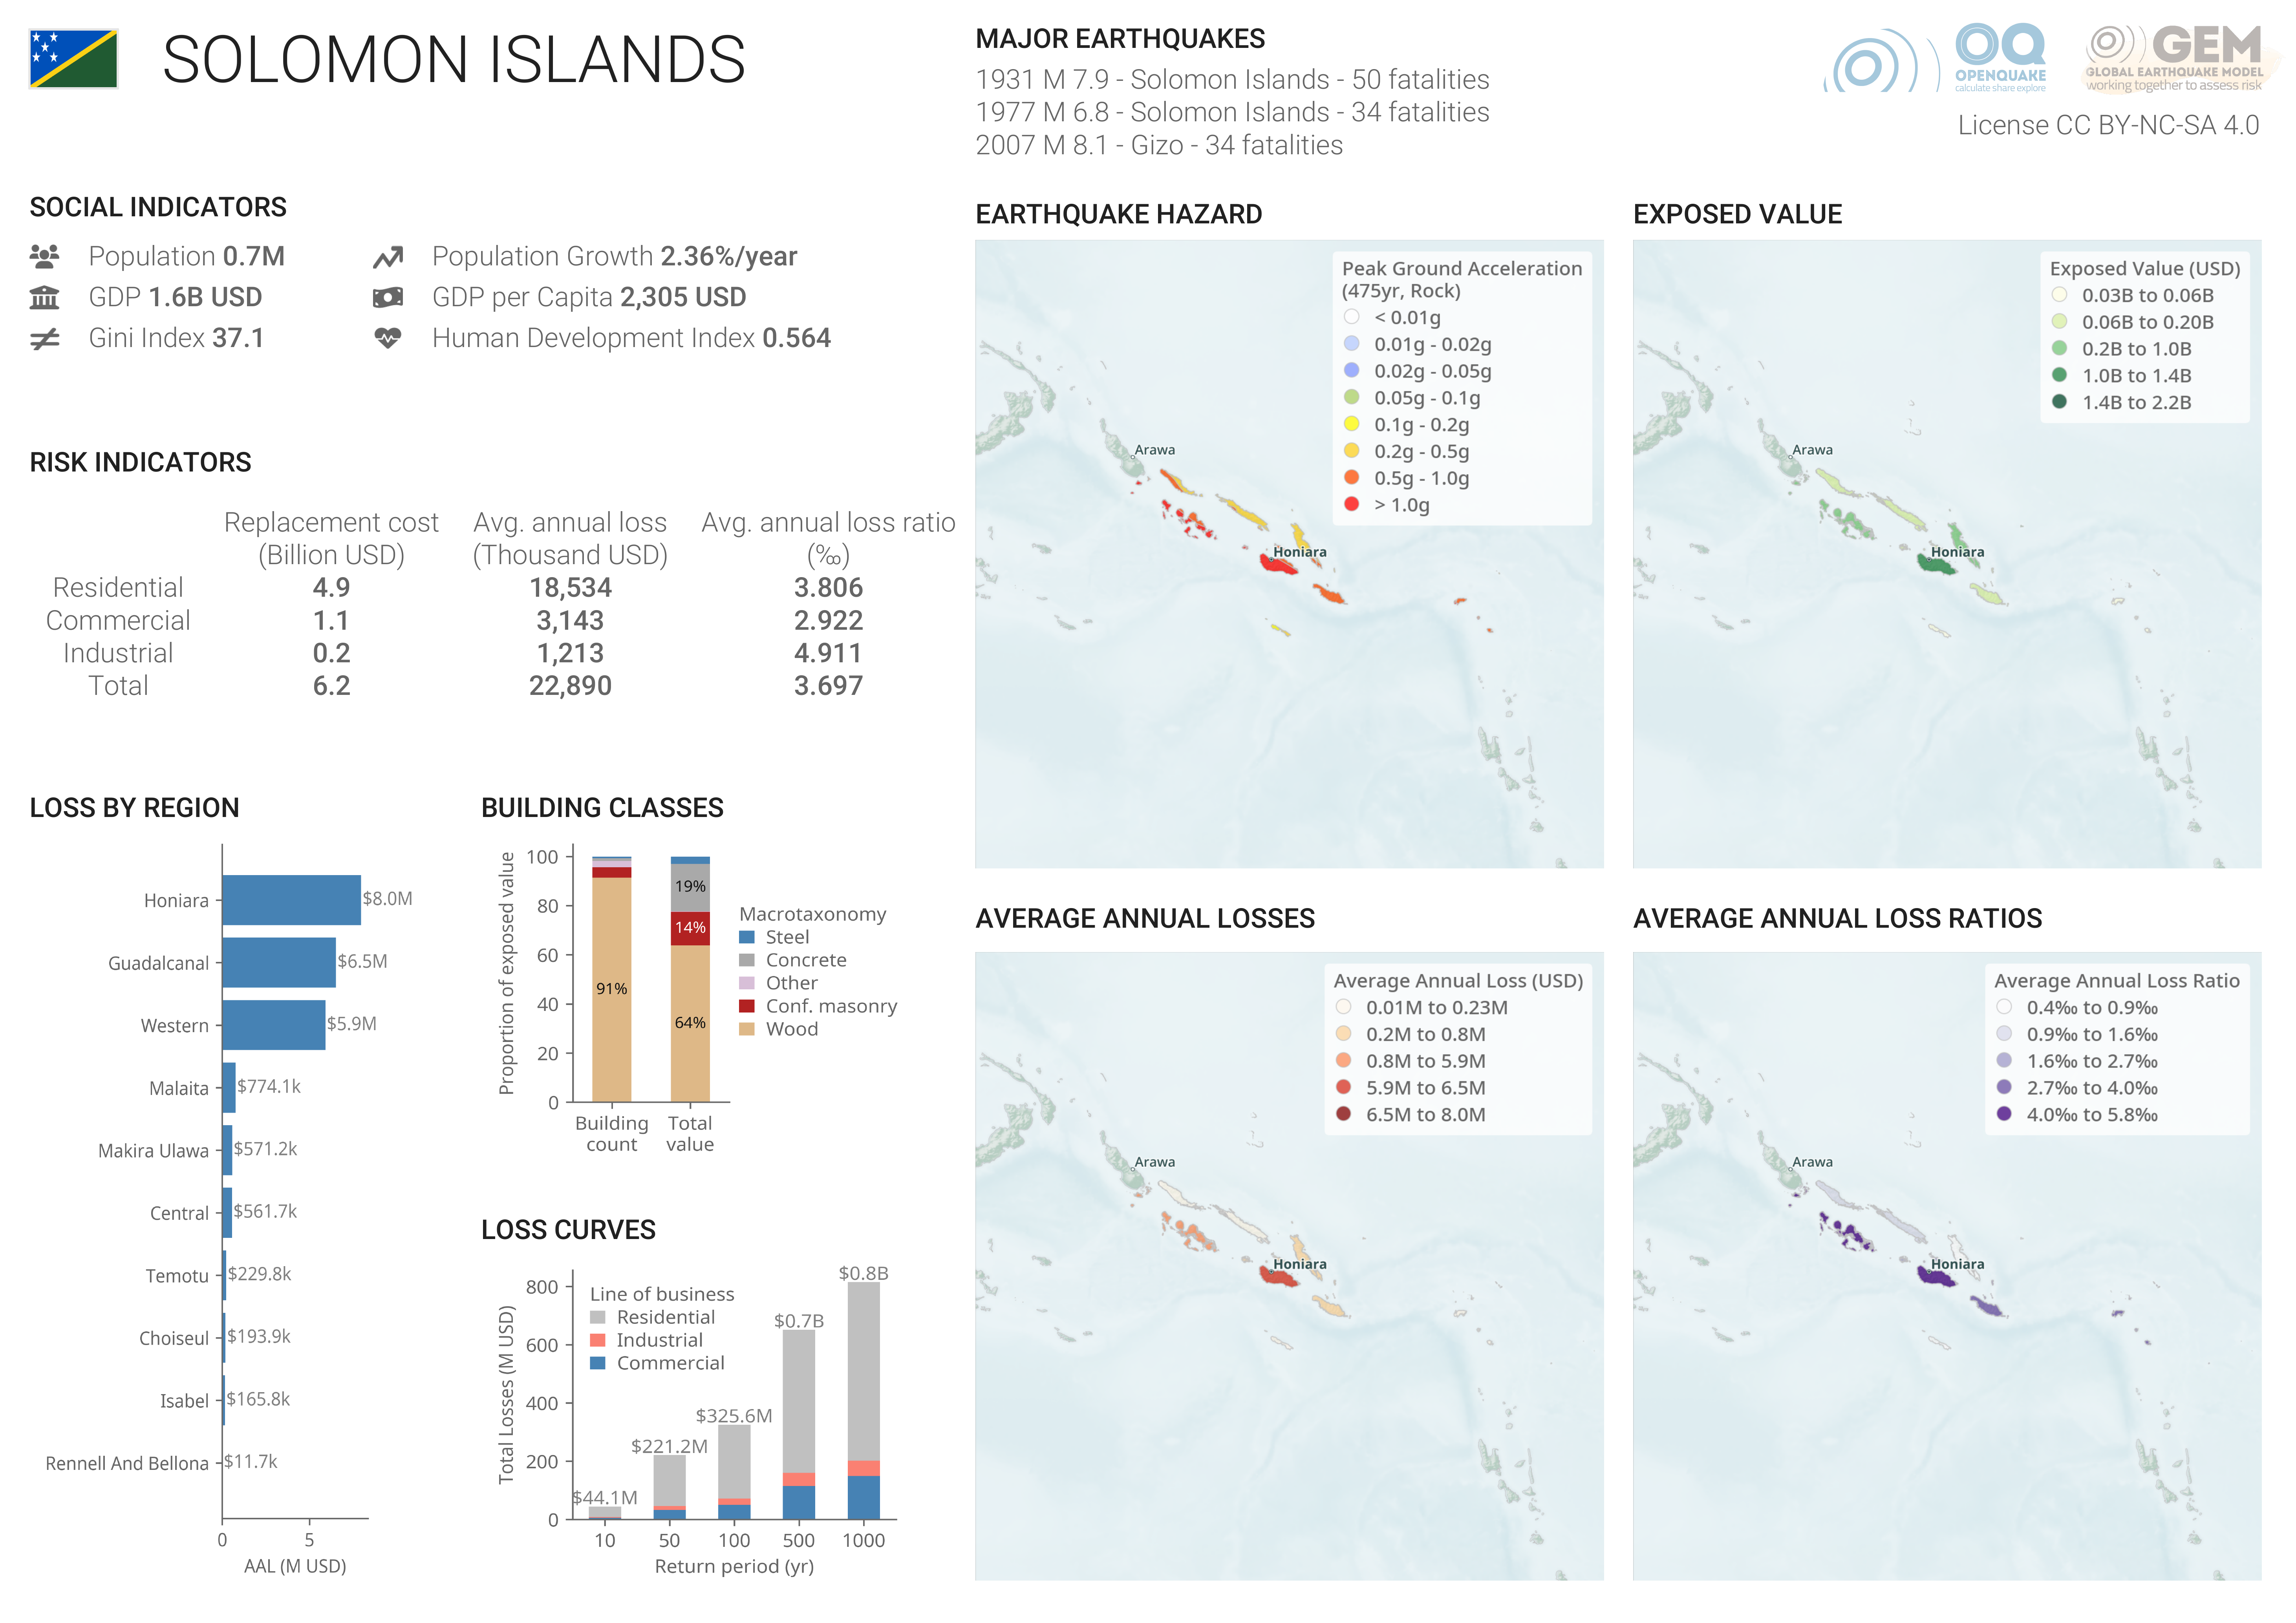 SOLOMON ISLANDS
MAJOR EARTHQUAKES
1931 M 7.9 - Solomon Islands - 50 fatalities
1977 M 6.8 - Solomon Islands - 34 fatalities
2007 M 8.1 - Gizo - 34 fatalities
OQ
OPENQUAKE
calculate share explore
GEM
GLOBAL EARTHQUAKE MODEL
working together to assess risk
License CC BY-NC-SA 4.0
SOCIAL INDICATORS
Population 0.7M
Population Growth 2.36%/year
GDP 1.6B USD
GDP per Capita 2,305 USD
Gini Index 37.1
Human Development Index 0.564
RISK INDICATORS
Replacement cost Avg. annual loss Avg. annual loss ratio
(Billion USD) (Thousand USD) (‰)
Residential 4.9 18,534 3.806
Commercial 1.1 3,143 2.922
Industrial 0.2 1,213 4.911
Total 6.2 22,890 3.697
LOSS BY REGION
Honiara $8.0M
Guadalcanal $6.5M
Western $5.9M
Malaita $774.1k
Makira Ulawa $571.2k
Central $561.7k
Temotu $229.8k
Choiseul $193.9k
Isabel $165.8k
Rennell And Bellona $11.7k
0 5
AAL (M USD)
BUILDING CLASSES
Proportion of exposed value
100
80
60
40
20
0
91%
19%
14%
64%
Building count
Total value
Macrotaxonomy
Steel
Concrete
Other
Conf. masonry
Wood
LOSS CURVES
Total Losses (M USD)
800
600
400
200
0
Line of business
Residential
Industrial
Commercial
$44.1M
$221.2M
$325.6M
$0.7B
$0.8B
10 50 100 500 1000
Return period (yr)
EARTHQUAKE HAZARD
Peak Ground Acceleration
(475yr, Rock)
< 0.01g
0.01g - 0.02g
0.02g - 0.05g
0.05g - 0.1g
0.1g - 0.2g
0.2g - 0.5g
0.5g - 1.0g
> 1.0g
Arawa
Honiara
EXPOSED VALUE
Exposed Value (USD)
0.03B to 0.06B
0.06B to 0.20B
0.2B to 1.0B
1.0B to 1.4B
1.4B to 2.2B
Arawa
Honiara
AVERAGE ANNUAL LOSSES
Average Annual Loss (USD)
0.01M to 0.23M
0.2M to 0.8M
0.8M to 5.9M
5.9M to 6.5M
6.5M to 8.0M
Arawa
Honiara
AVERAGE ANNUAL LOSS RATIOS
Average Annual Loss Ratio
0.4‰ to 0.9‰
0.9‰ to 1.6‰
1.6‰ to 2.7‰
2.7‰ to 4.0‰
4.0‰ to 5.8‰
Arawa
Honiara